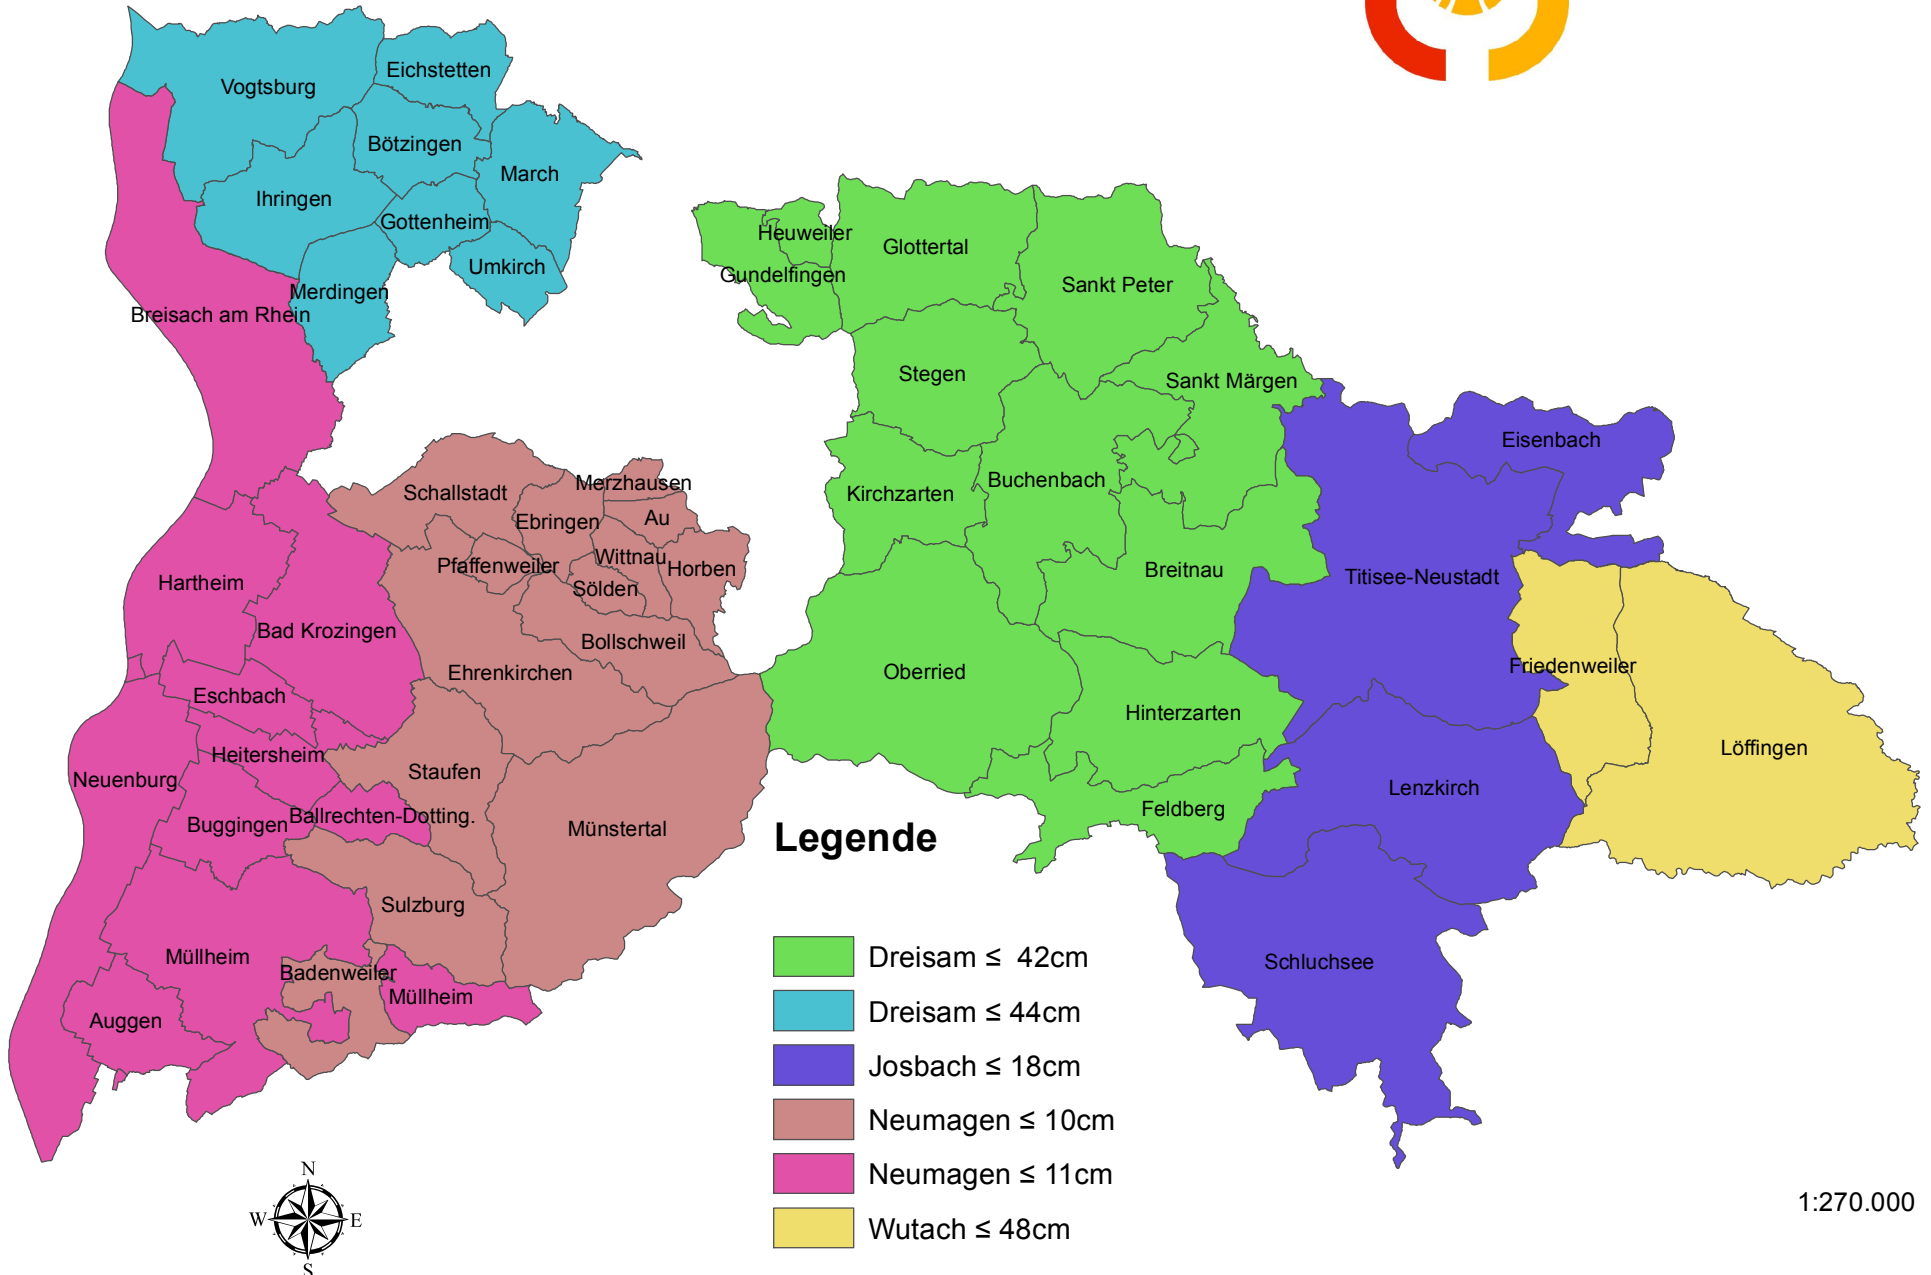 Vogtsburg
Eichstetten
Bötzingen
March
Ihringen
Gottenheim
Umkirch
Merdingen
Breisach am Rhein
Heuweiler
Glottertal
Gundelfingen
Sankt Peter
Stegen
Sankt Märgen
Eisenbach
Schallstadt
Merzhausen
Ebringen
Au
Kirchzarten
Buchenbach
Pfaffenweiler
Wittnau
Horben
Sölden
Hartheim
Bad Krozingen
Bollschweil
Breitnau
Titisee-Neustadt
Ehrenkirchen
Oberried
Friedenweiler
Eschbach
Hinterzarten
Löffingen
Heitersheim
Neuenburg
Staufen
Lenzkirch
Buggingen
Ballrechten-Dotting.
Münstertal
Feldberg
Sulzburg
Müllheim
Badenweiler
Müllheim
Auggen
Schluchsee
Legende
Dreisam ≤ 42cm
Dreisam ≤ 44cm
Josbach ≤ 18cm
Neumagen ≤ 10cm
Neumagen ≤ 11cm
Wutach ≤ 48cm
N
W
E
S
1:270.000